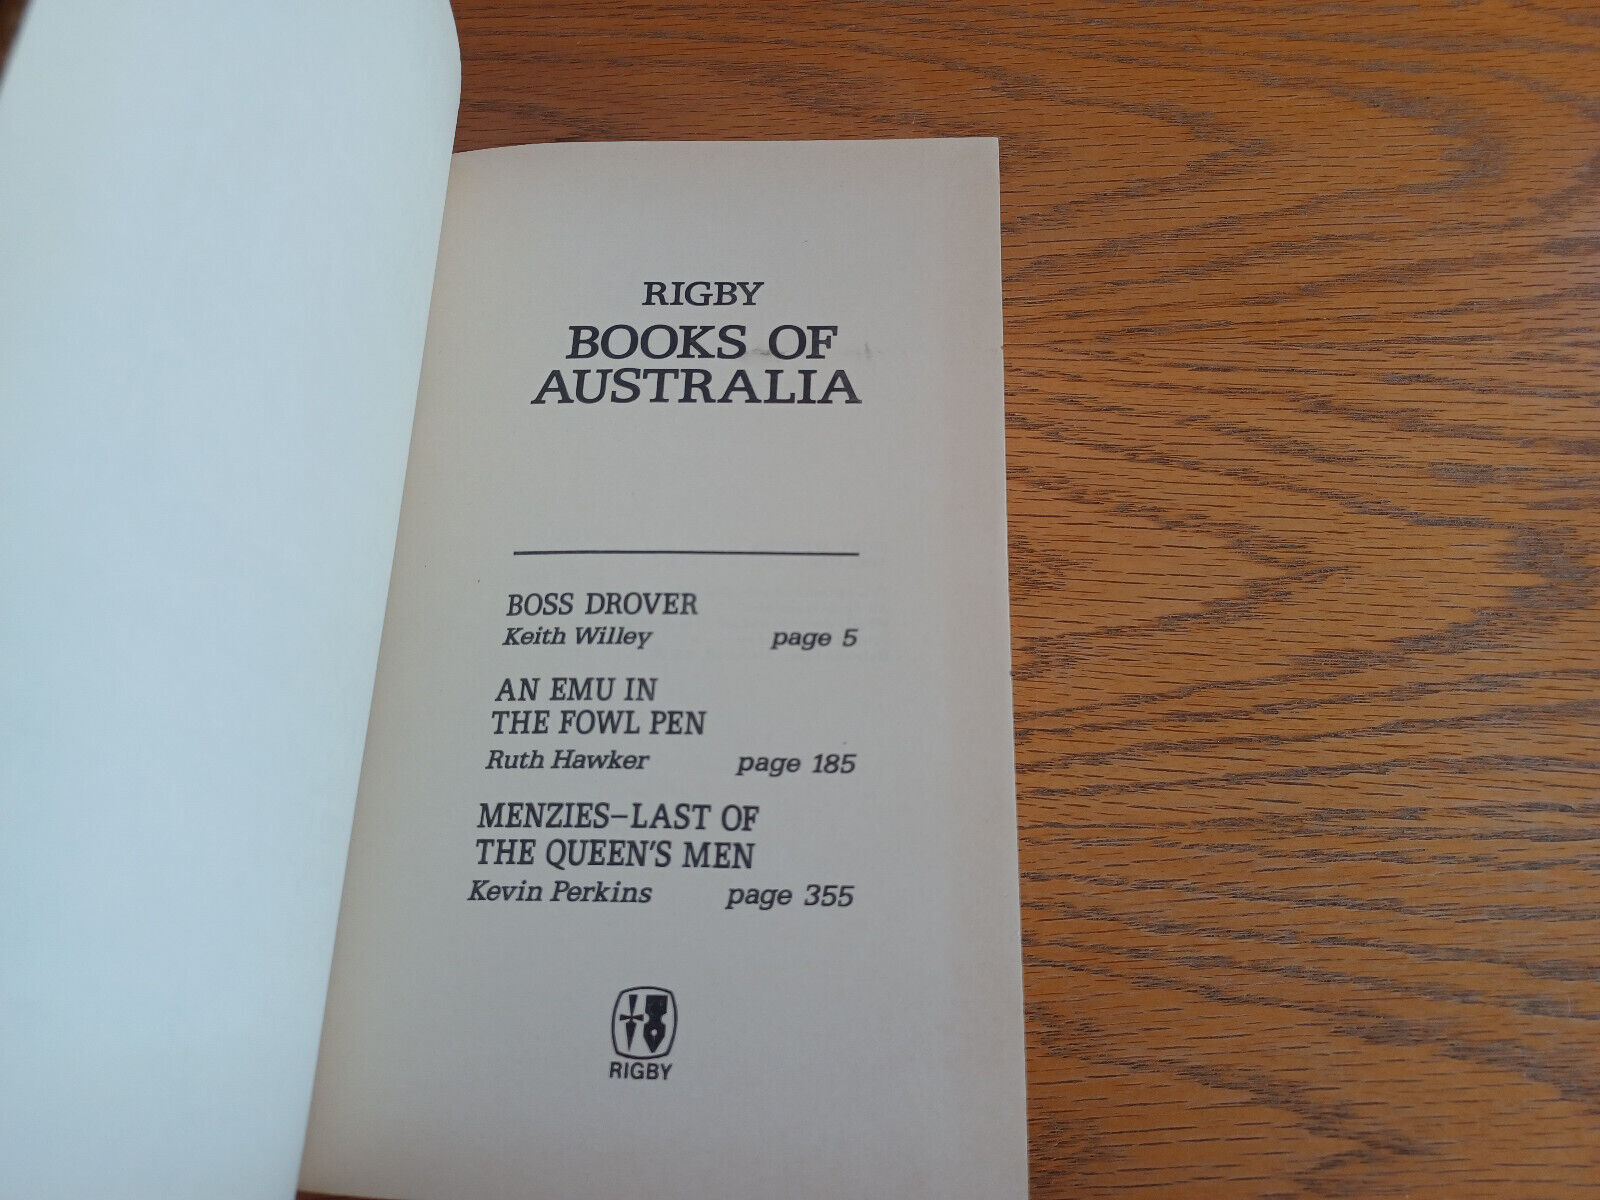 RIGBY
BOOKS OF
AUSTRALIA
BOSS DROVER
Keith Willey page 5
AN EMU IN
THE FOWL PEN
Ruth Hawker page 185
MENZIES–LAST OF
THE QUEEN'S MEN
Kevin Perkins page 355
RIGBY